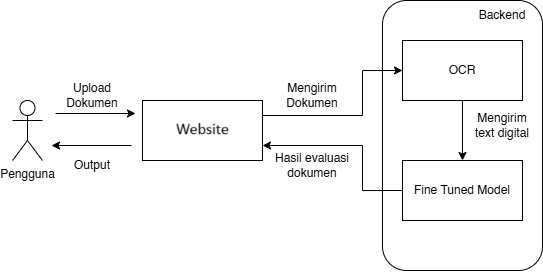 Backend
Upload
Dokumen
Mengirim
Dokumen
OCR
Website
Mengirim
text digital
Pengguna
Output
Hasil evaluasi
dokumen
Fine Tuned Model